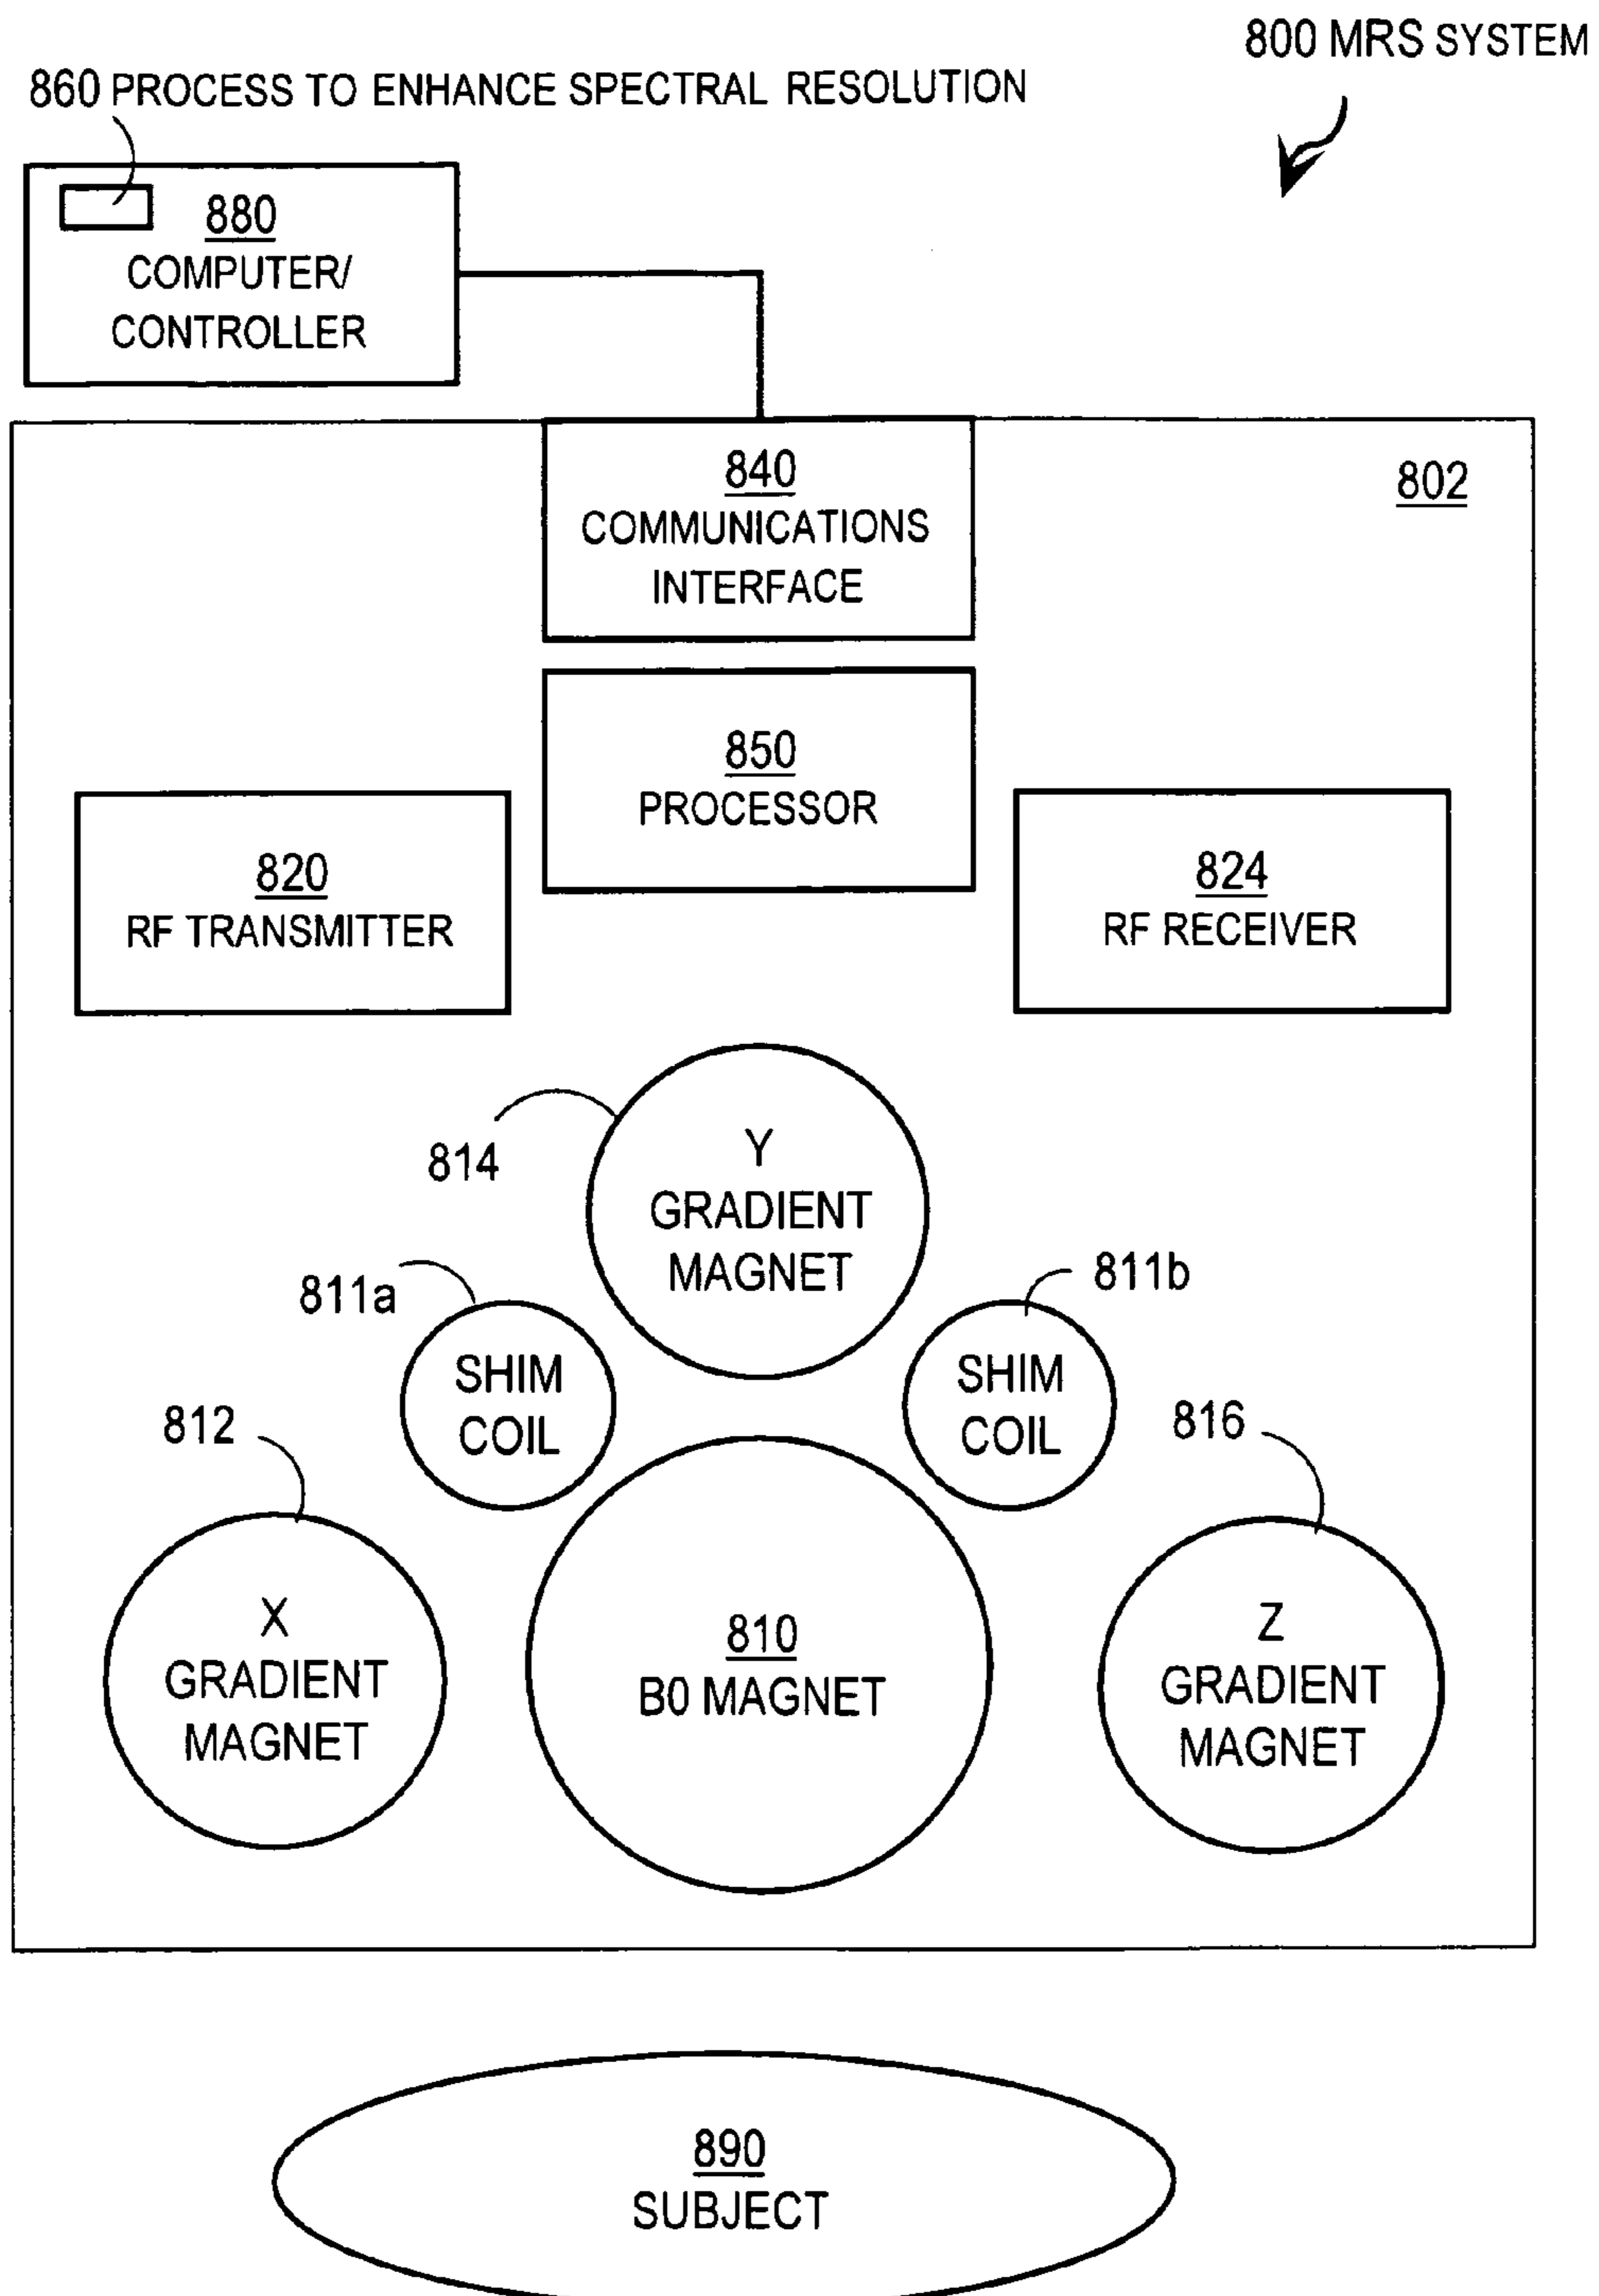 800 MRS SYSTEM
860 PROCESS TO ENHANCE SPECTRAL RESOLUTION
880
COMPUTER/
CONTROLLER
840
COMMUNICATIONS
INTERFACE
802
850
PROCESSOR
820
RF TRANSMITTER
824
RF RECEIVER
814
Y
GRADIENT
MAGNET
811a
SHIM
COIL
811b
SHIM
COIL
812
X
GRADIENT
MAGNET
810
B0 MAGNET
816
Z
GRADIENT
MAGNET
890
SUBJECT